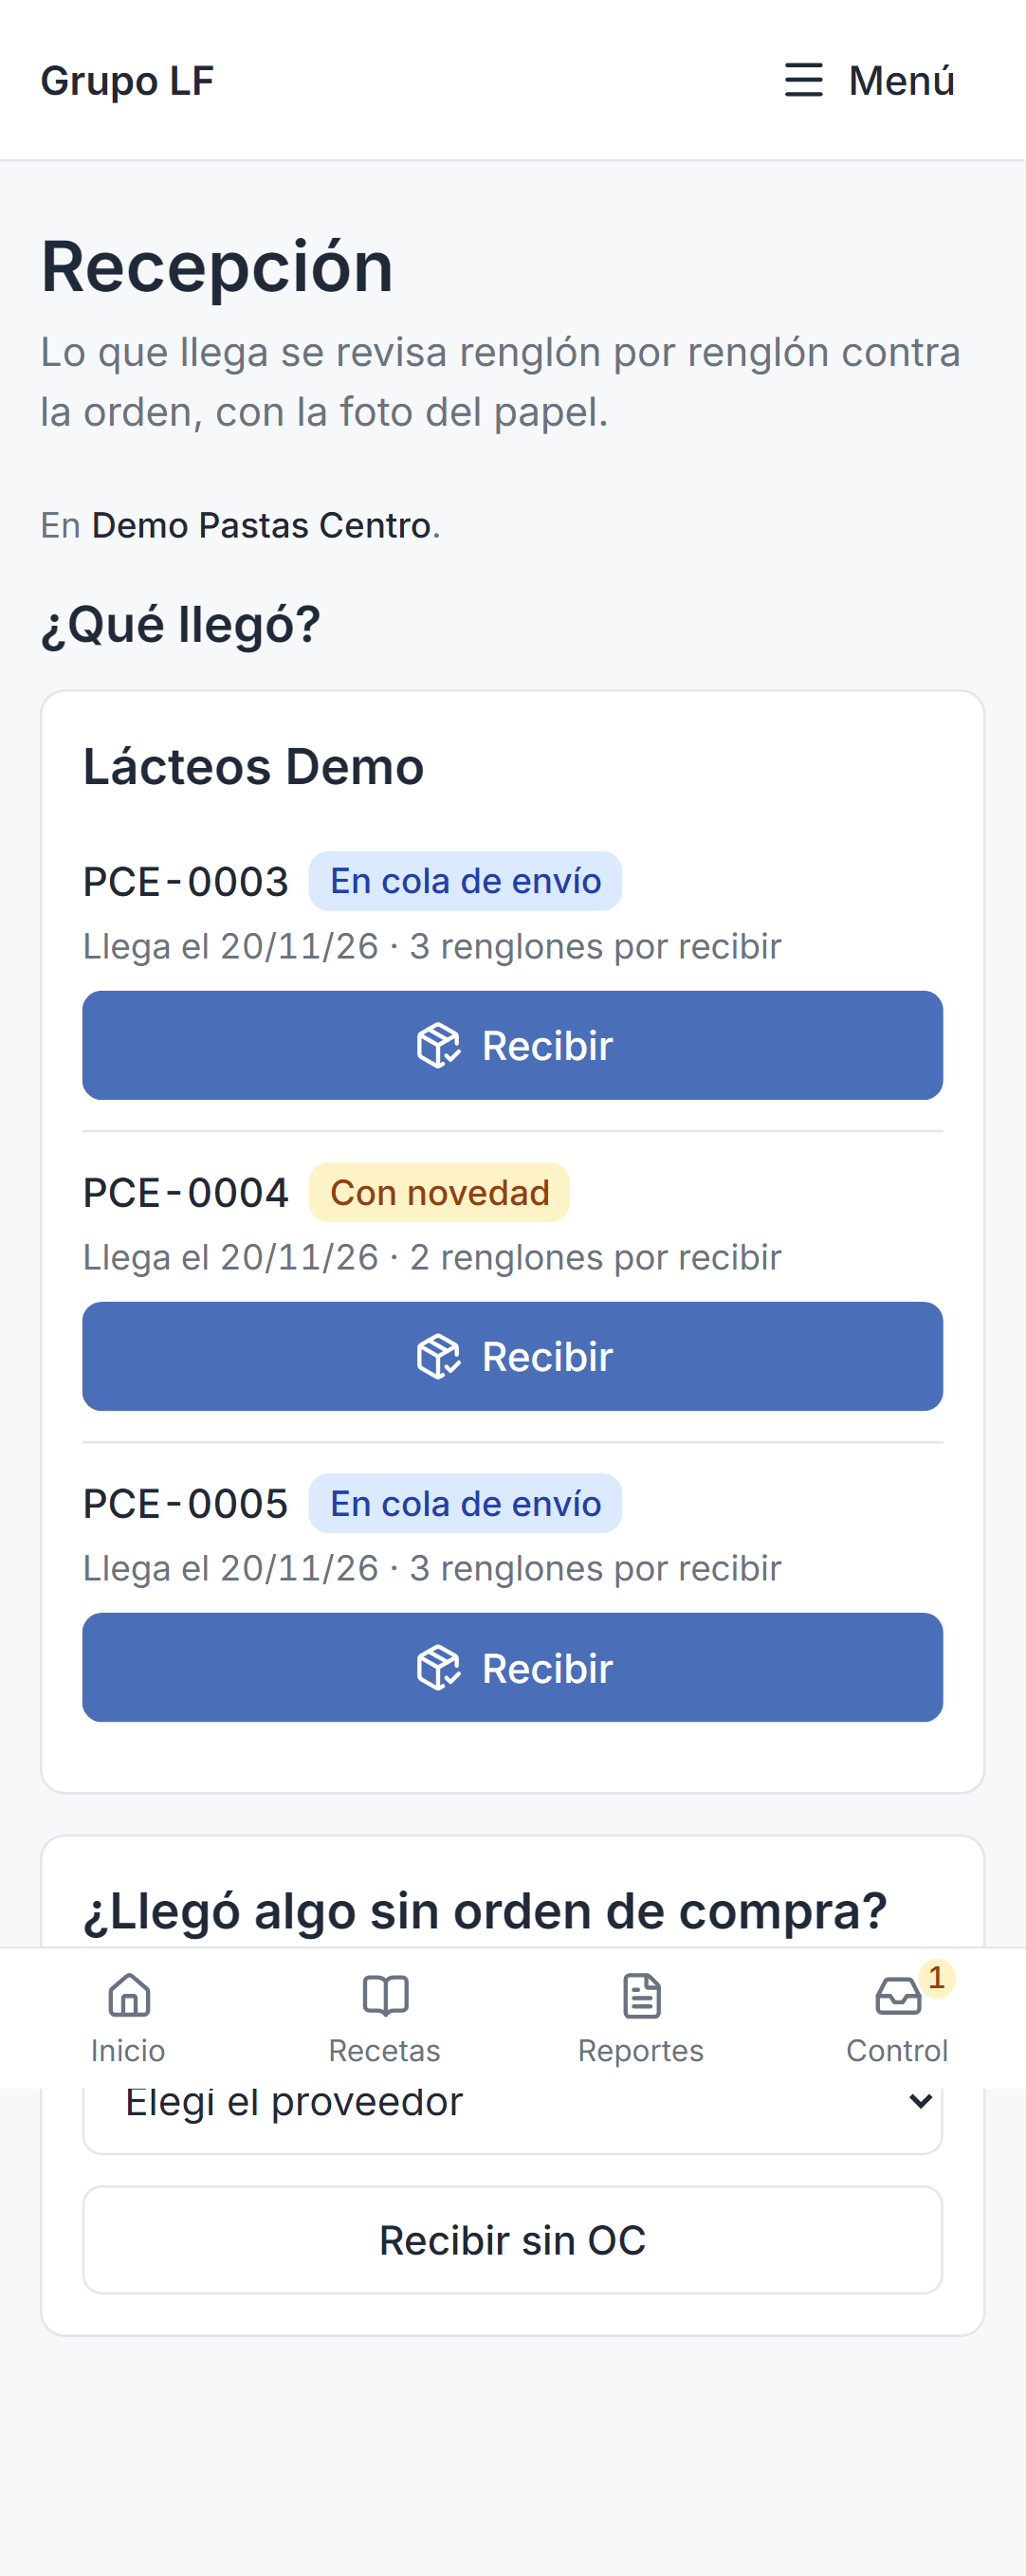 Grupo LF
Menú
Recepción
Lo que llega se revisa renglón por renglón contra
la orden, con la foto del papel.
En Demo Pastas Centro.
¿Qué llegó?
Lácteos Demo
PCE-0003 En cola de envío
Llega el 20/11/26 · 3 renglones por recibir
Recibir
PCE-0004 Con novedad
Llega el 20/11/26 · 2 renglones por recibir
Recibir
PCE-0005 En cola de envío
Llega el 20/11/26 · 3 renglones por recibir
Recibir
¿Llegó algo sin orden de compra?
1
Inicio Recetas Reportes Control
Elegí el proveedor
Recibir sin OC